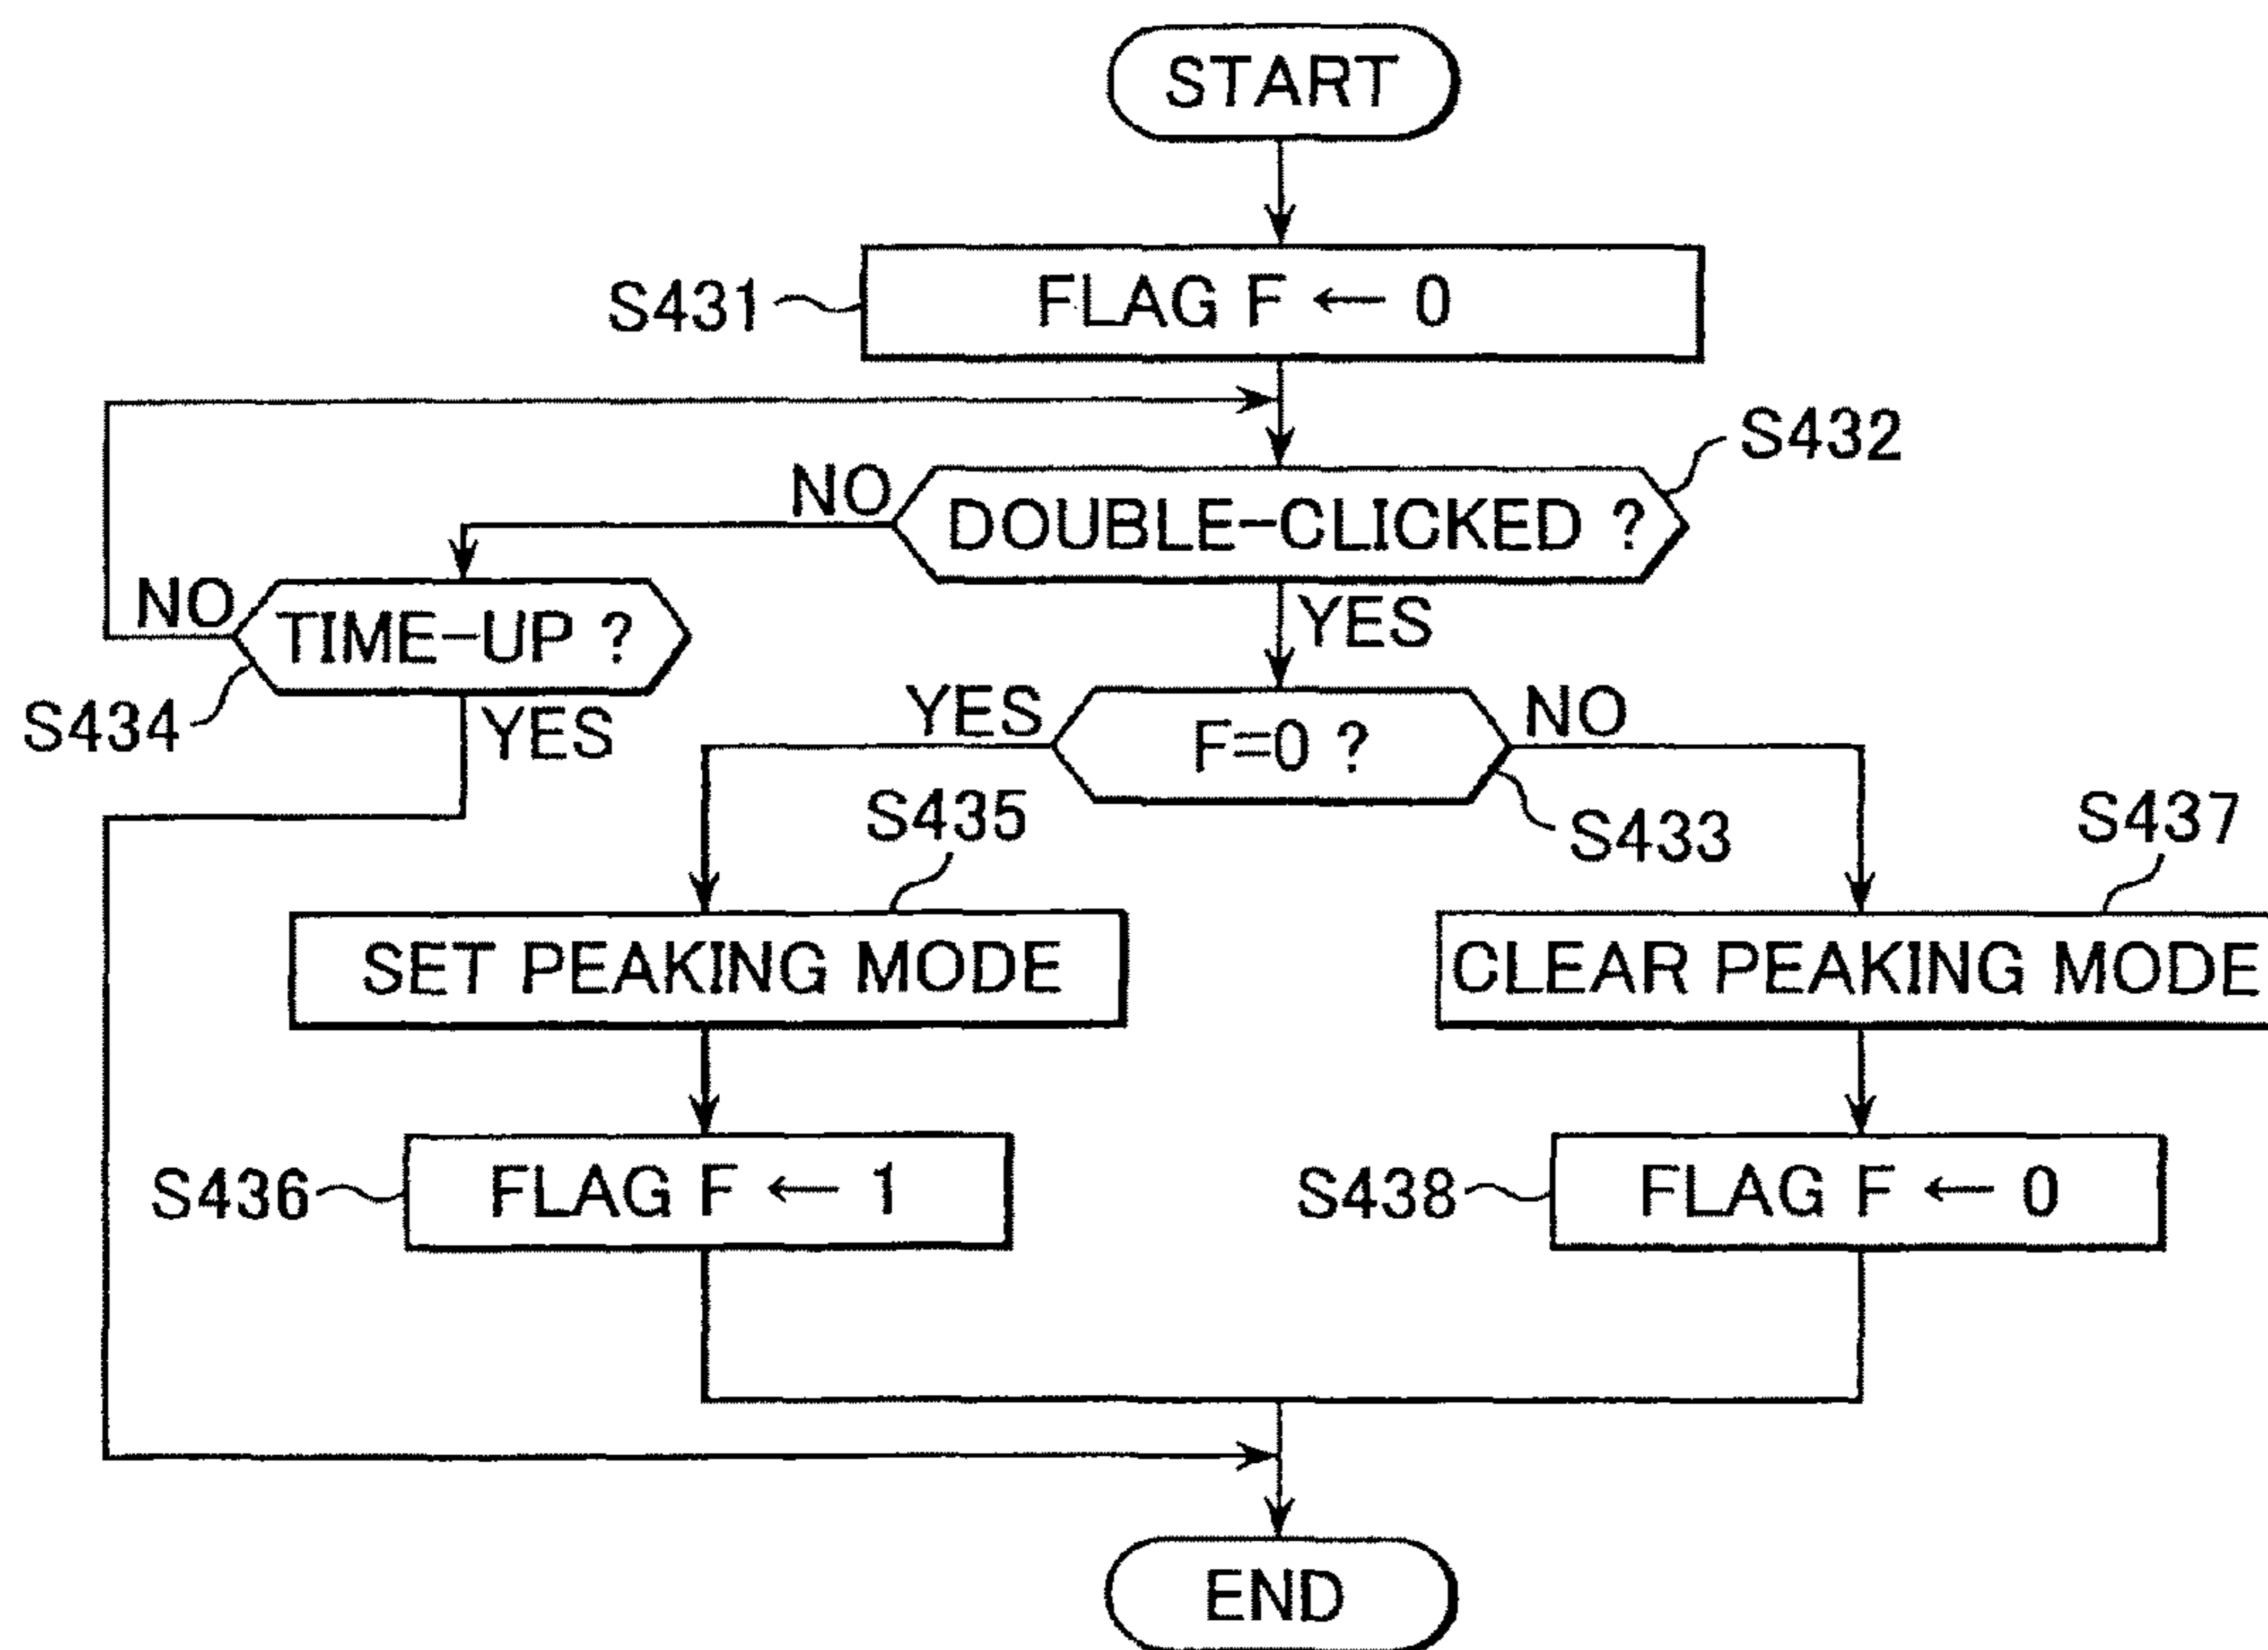 START
S431
FLAG F ← 0
S432
NO
DOUBLE-CLICKED ?
NO
TIME-UP ?
YES
S434
YES
YES
F=0 ?
NO
S433
S435
S437
SET PEAKING MODE
CLEAR PEAKING MODE
S436
FLAG F ← 1
S438
FLAG F ← 0
END